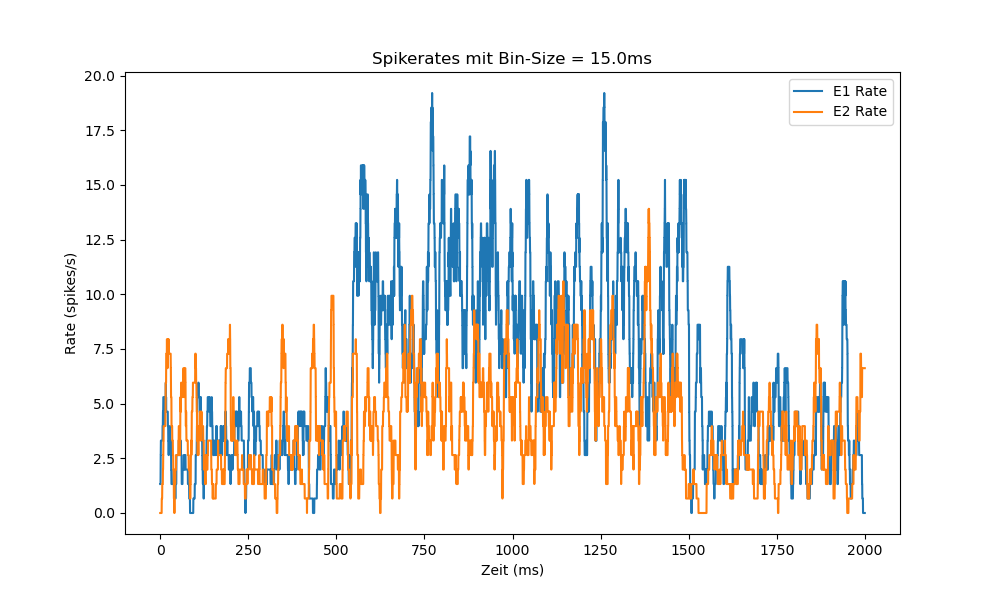 Spikerates mit Bin-Size = 15.0ms
E1 Rate
E2 Rate
20.0
17.5
15.0
12.5
10.0
7.5
5.0
2.5
0.0
Rate (spikes/s)
0 250 500 750 1000 1250 1500 1750 2000
Zeit (ms)